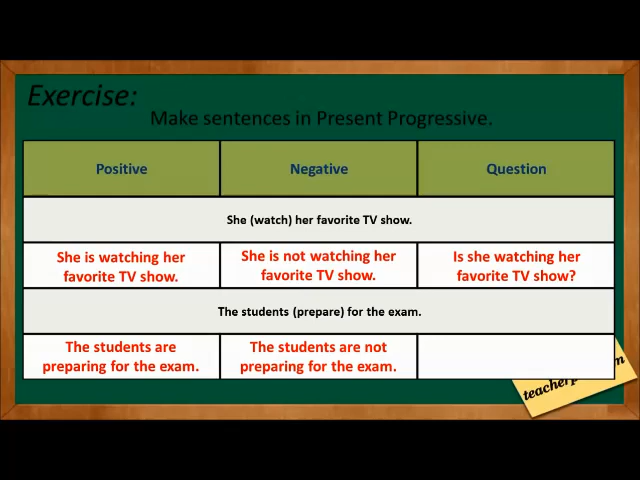 Exercise:
Make sentences in Present Progressive.
Positive Negative Question
She (watch) her favorite TV show.
She is watching her
favorite TV show.
She is not watching her
favorite TV show.
Is she watching her
favorite TV show?
The students (prepare) for the exam.
The students are
preparing for the exam.
The students are not
preparing for the exam.